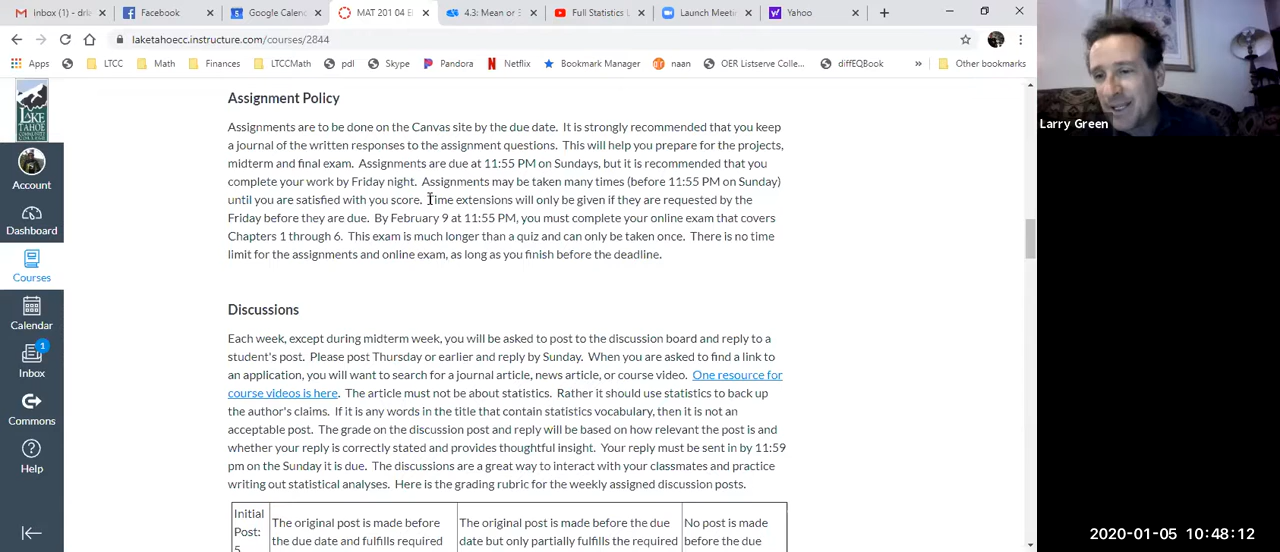 Inbox (1) - drla
Facebook
Google Calen
MAT 201 04 El
4.3: Mean or
Full Statistics L
Launch Meeti
Yahoo
laketahoecc.instructure.com/courses/2844
Apps
LTCC
Math
Finances
LTCCMath
pdl
Skype
Pandora
Netflix
Bookmark Manager
naan
OER Listserve Colle...
diffEQBook
»
Other bookmarks
LAKE
TAHOE
Account
Dashboard
Courses
Calendar
1
Inbox
Commons
Help
Assignment Policy
Assignments are to be done on the Canvas site by the due date. It is strongly recommended that you keep
a journal of the written responses to the assignment questions. This will help you prepare for the projects,
midterm and final exam. Assignments are due at 11:55 PM on Sundays, but it is recommended that you
complete your work by Friday night. Assignments may be taken many times (before 11:55 PM on Sunday)
until you are satisfied with you score. Time extensions will only be given if they are requested by the
Friday before they are due. By February 9 at 11:55 PM, you must complete your online exam that covers
Chapters 1 through 6. This exam is much longer than a quiz and can only be taken once. There is no time
limit for the assignments and online exam, as long as you finish before the deadline.
Discussions
Each week, except during midterm week, you will be asked to post to the discussion board and reply to a
student's post. Please post Thursday or earlier and reply by Sunday. When you are asked to find a link to
an application, you will want to search for a journal article, news article, or course video. One resource for
course videos is here. The article must not be about statistics. Rather it should use statistics to back up
the author's claims. If it is any words in the title that contain statistics vocabulary, then it is not an
acceptable post. The grade on the discussion post and reply will be based on how relevant the post is and
whether your reply is correctly stated and provides thoughtful insight. Your reply must be sent in by 11:59
pm on the Sunday it is due. The discussions are a great way to interact with your classmates and practice
writing out statistical analyses. Here is the grading rubric for the weekly assigned discussion posts.
Initial
Post:
5
The original post is made before
the due date and fulfills required
The original post is made before the due
date but only partially fulfills the required
No post is made
before the due
Larry Green
2020-01-05 10:48:12